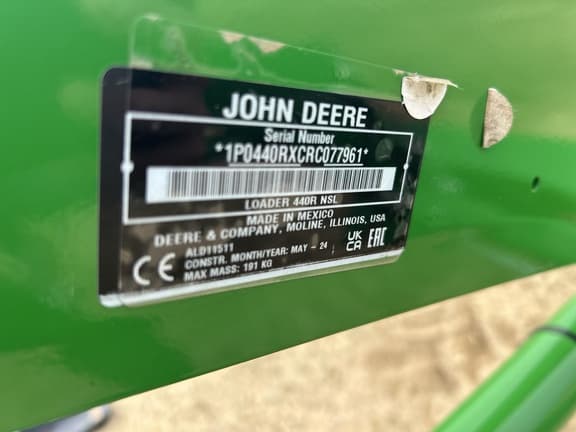 JOHN DEERE
Serial Number
*1P0440RXCRC077961*
LOADER 440R NSL
MADE IN MEXICO
DEERE & COMPANY, MOLINE, ILLINOIS, USA
ALD11511
CONSTR. MONTH/YEAR: MAY - 24
MAX MASS: 191 KG
CE
UK
CA
EAC